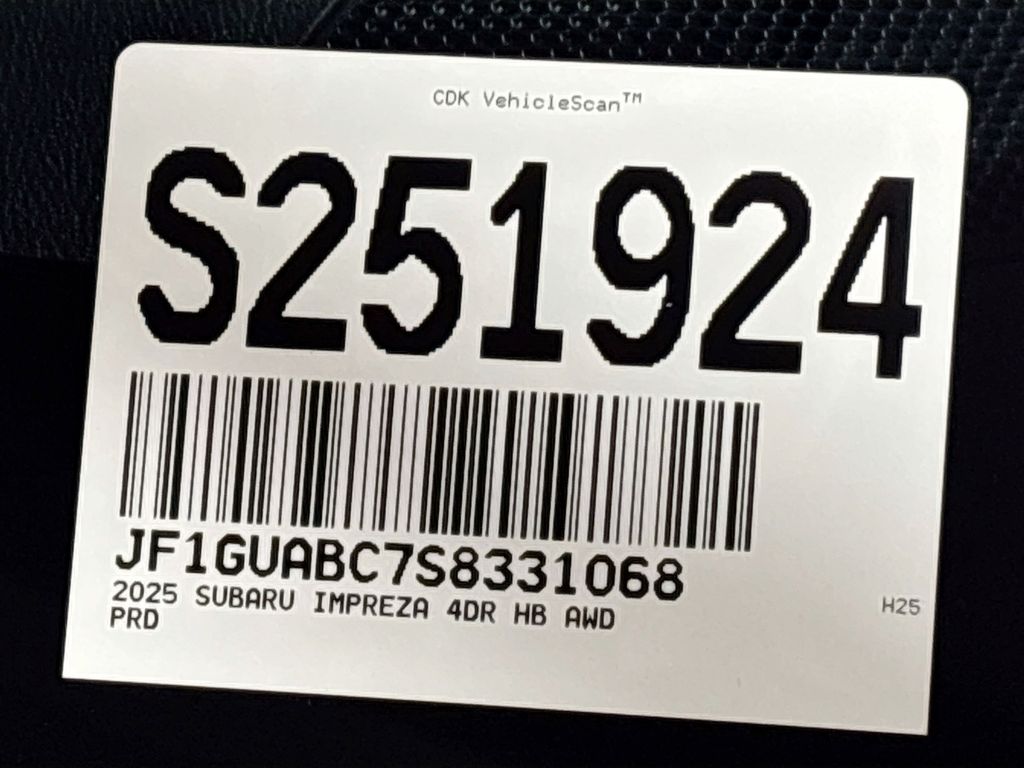 CDK VehicleScan™
S251924
JF1GUABC7S8331068
2025 SUBARU IMPREZA 4DR HB AWD
PRD
H25